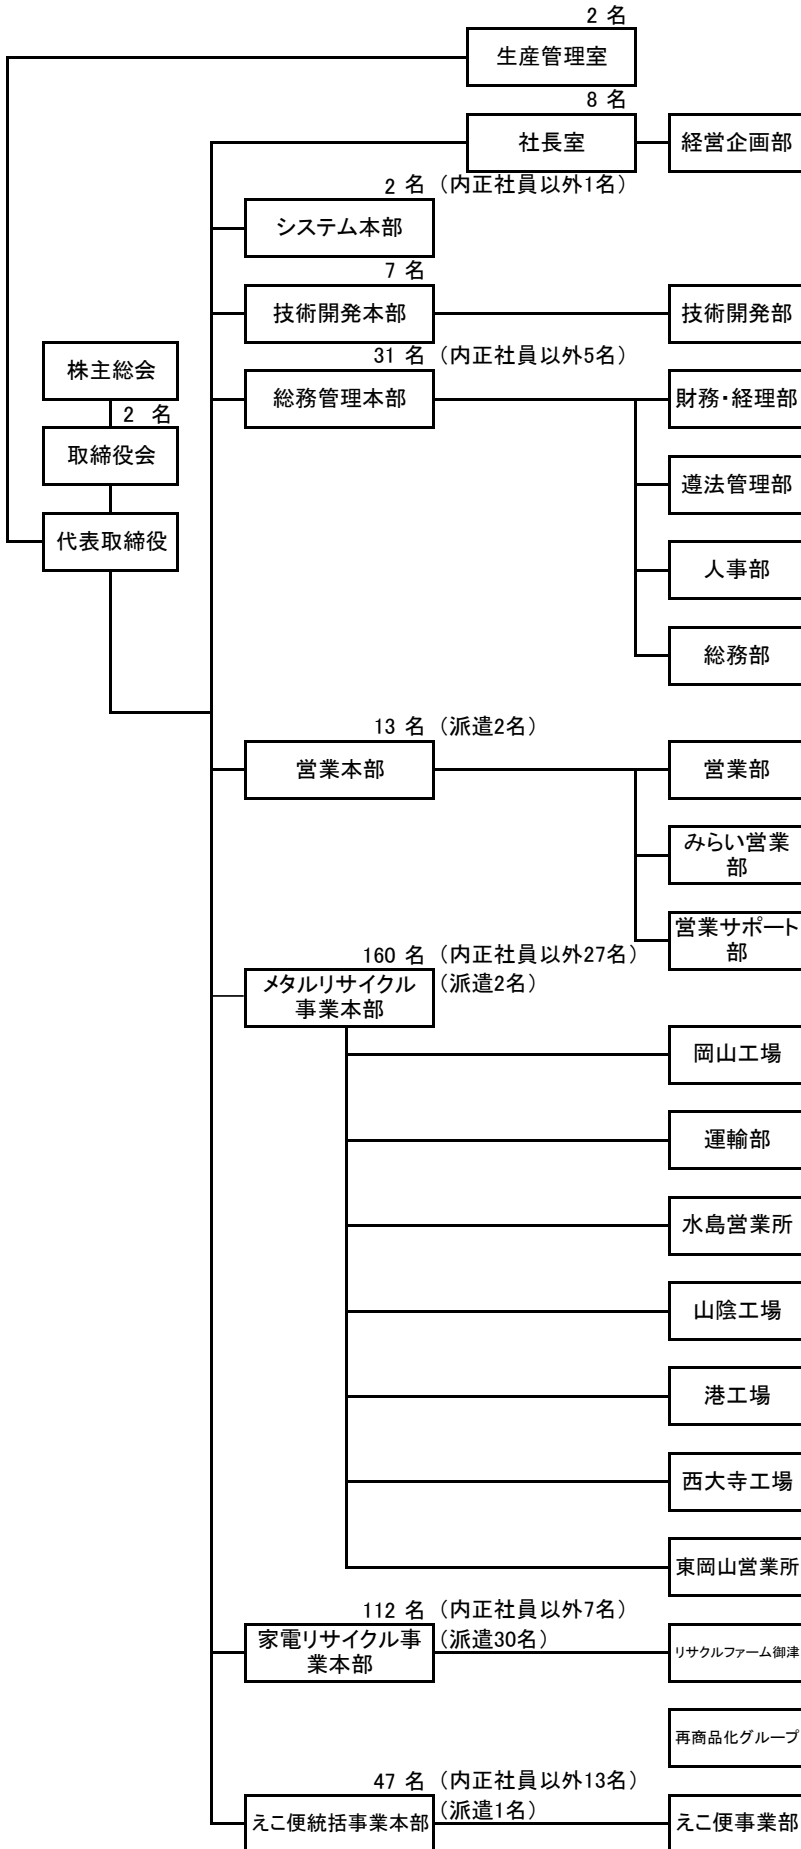 2 名
生産管理室
8 名
社長室
経営企画部
2 名（内正社員以外1名）
システム本部
7 名
技術開発本部
技術開発部
31 名（内正社員以外5名）
株主総会
総務管理本部
財務・経理部
2 名
取締役会
遵法管理部
代表取締役
人事部
総務部
13 名（派遣2名）
営業本部
営業部
みらい営業
部
営業サポート
部
160 名（内正社員以外27名）
（派遣2名）
メタルリサイクル
事業本部
岡山工場
運輸部
水島営業所
山陰工場
港工場
西大寺工場
東岡山営業所
112 名（内正社員以外7名）
（派遣30名）
家電リサイクル事
業本部
リサクルファーム御津
再商品化グループ
47 名（内正社員以外13名）
（派遣1名）
えこ便統括事業本部
えこ便事業部